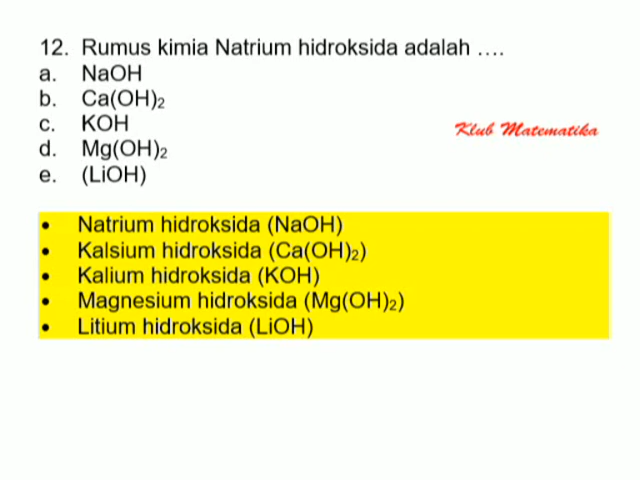 12. Rumus kimia Natrium hidroksida adalah ….
a. NaOH
b. Ca(OH)₂
c. KOH
Klub Matematika
d. Mg(OH)₂
e. (LiOH)
• Natrium hidroksida (NaOH)
• Kalsium hidroksida (Ca(OH)₂)
• Kalium hidroksida (KOH)
• Magnesium hidroksida (Mg(OH)₂)
• Litium hidroksida (LiOH)